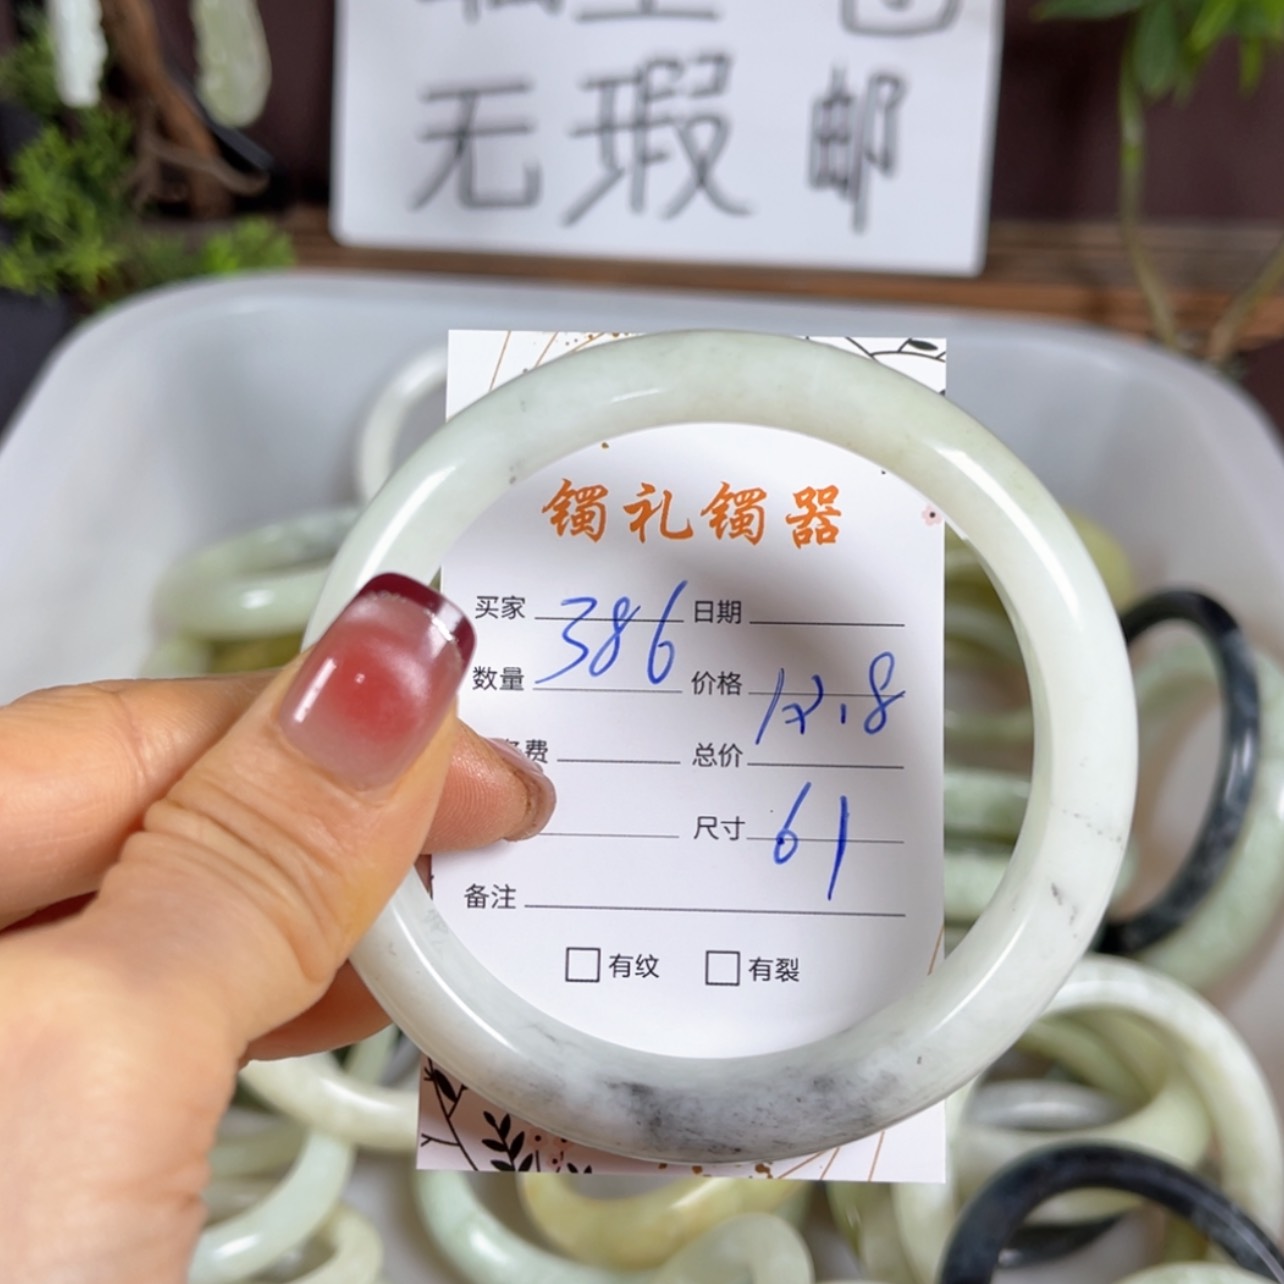 无瑕 邮
镯礼镯器
买家 386 日期
数量 价格 12.8
费 总价
尺寸 61
备注
□有纹 □有裂